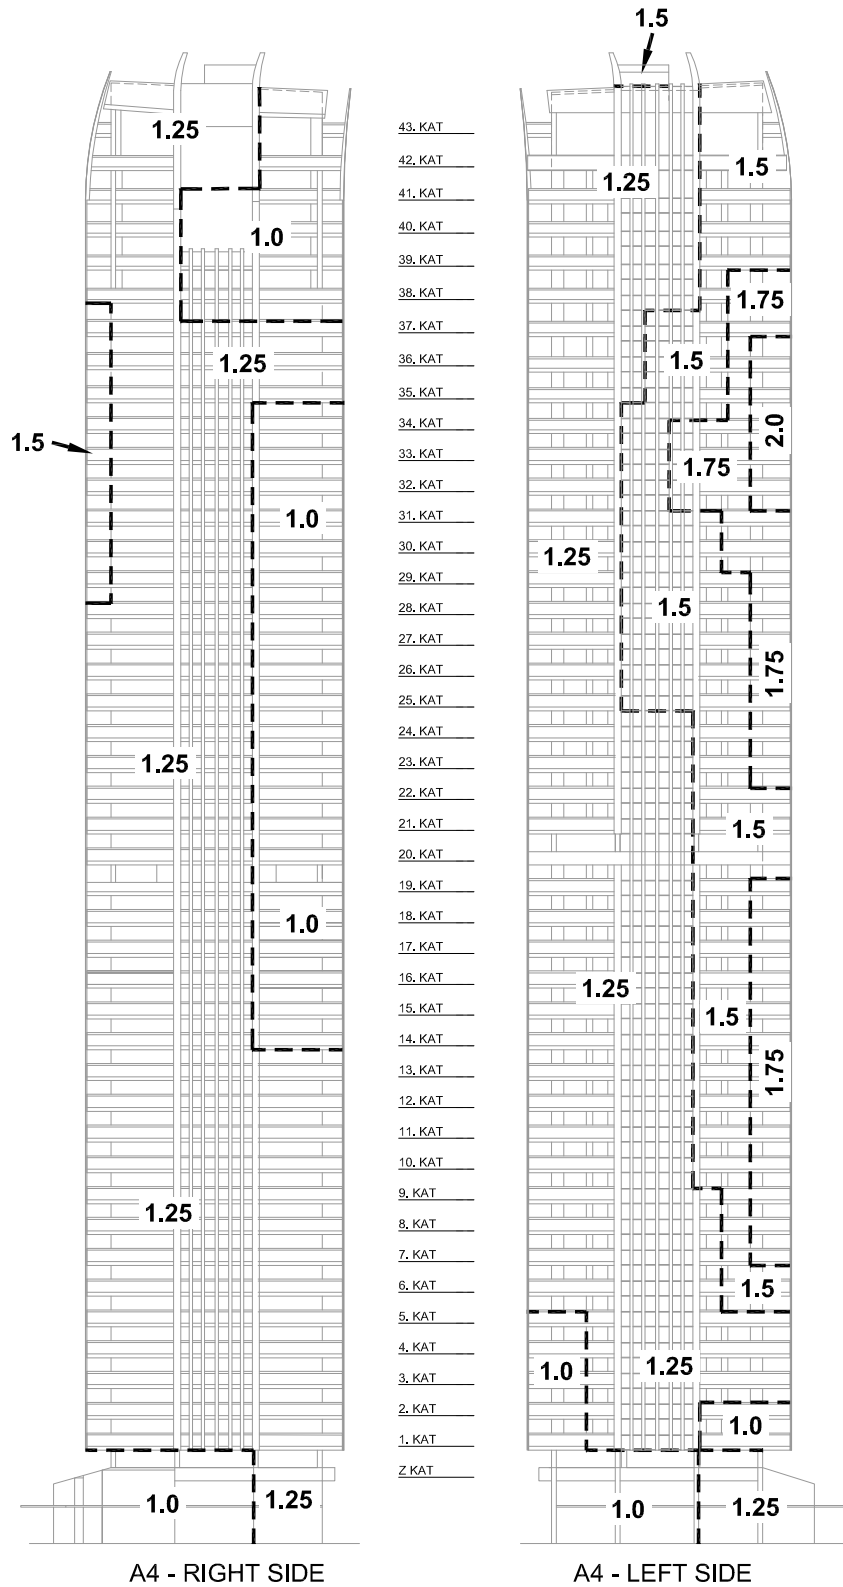 1.5
43. KAT
1.25
42. KAT
1.5
1.25
41. KAT
40. KAT
1.0
39. KAT
38. KAT
1.75
37. KAT
1.25
36. KAT
1.5
35. KAT
34. KAT
2.0
1.5
33. KAT
1.75
32. KAT
1.0
31. KAT
30. KAT
1.25
29. KAT
28. KAT
1.5
27. KAT
26. KAT
1.75
25. KAT
24. KAT
1.25
23. KAT
22. KAT
21. KAT
1.5
20. KAT
19. KAT
18. KAT
1.0
17. KAT
16. KAT
1.25
15. KAT
1.5
14. KAT
13. KAT
1.75
12. KAT
11. KAT
10. KAT
9. KAT
1.25
8. KAT
7. KAT
6. KAT
1.5
5. KAT
4. KAT
1.0
1.25
3. KAT
2. KAT
1.0
1. KAT
Z KAT
1.0
1.25
1.0
1.25
A4 - RIGHT SIDE
A4 - LEFT SIDE